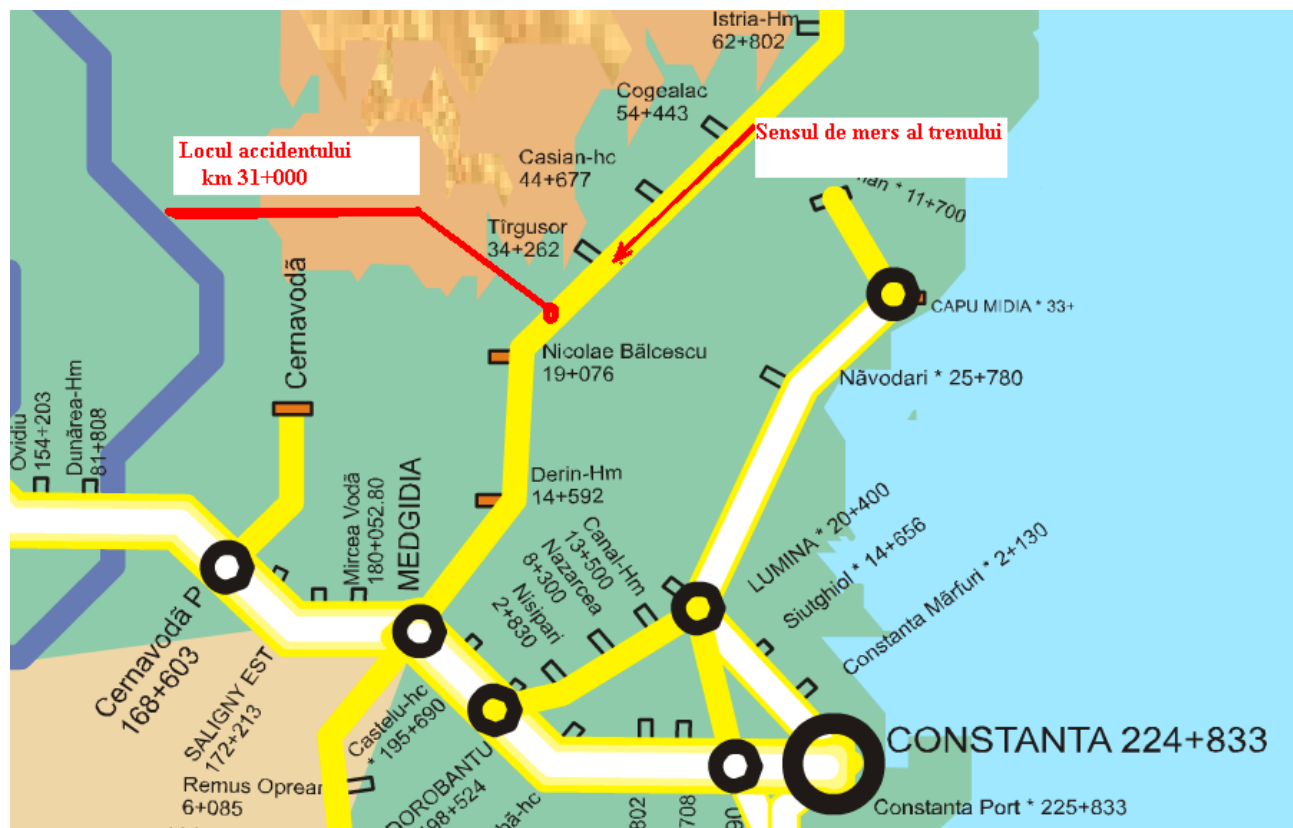 Istria-Hm
62+802
Cogealac
54+443
Sensul de mers al trenului
Locul accidentului
km 31+000
Casian-hc
44+677
* 11+700
Tîrgusor
34+262
Cernavodă
CAPU MIDIA * 33+
Nicolae Bălcescu
19+076
Năvodari * 25+780
Ovidiu
154+203
Dunărea-Hm
81+808
Derin-Hm
14+592
Mircea Vodă
180+052.80
MEDGIDIA
Canal-Hm
13+500
Nazarcea
8+300
Nisipari
2+830
LUMINA * 20+400
Siutghiol * 14+656
Constanta Mărfuri * 2+130
Cernavodă P
168+603
SALIGNY EST
172+213
Castelu-hc
* 195+690
Remus Oprear
6+085
DOROBANTU
198+524
CONSTANTA 224+833
Constanta Port * 225+833
802
708